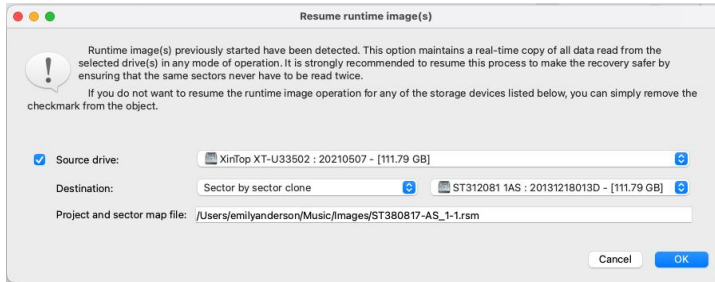 Resume runtime image(s)
Runtime image(s) previously started have been detected. This option maintains a real-time copy of all data read from the
selected drive(s) in any mode of operation. It is strongly recommended to resume this process to make the recovery safer by
ensuring that the same sectors never have to be read twice.
If you do not want to resume the runtime image operation for any of the storage devices listed below, you can simply remove the
checkmark from the object.
Source drive: XinTop XT-U33502 : 20210507 - [111.79 GB]
Destination: Sector by sector clone ST312081 1AS : 20131218013D - [111.79 GB]
Project and sector map file: /Users/emilyanderson/Music/Images/ST380817-AS_1-1.rsm
Cancel OK